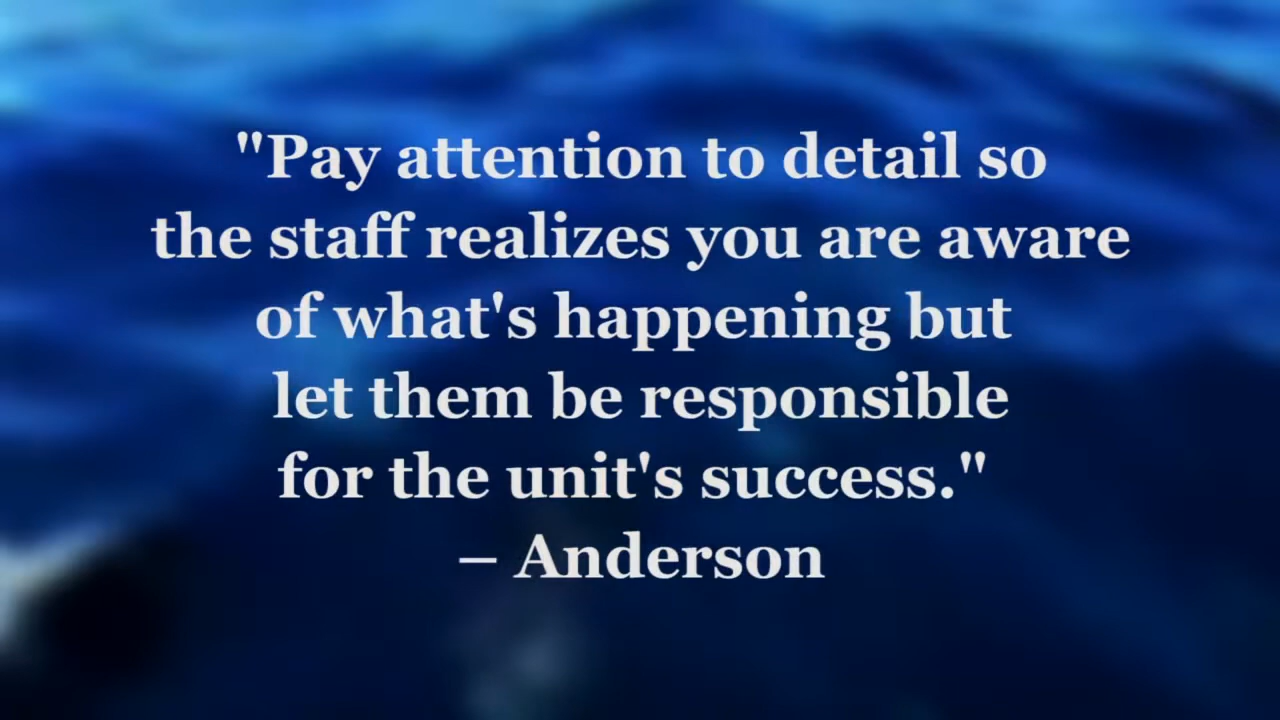 "Pay attention to detail so
the staff realizes you are aware
of what's happening but
let them be responsible
for the unit's success."
– Anderson